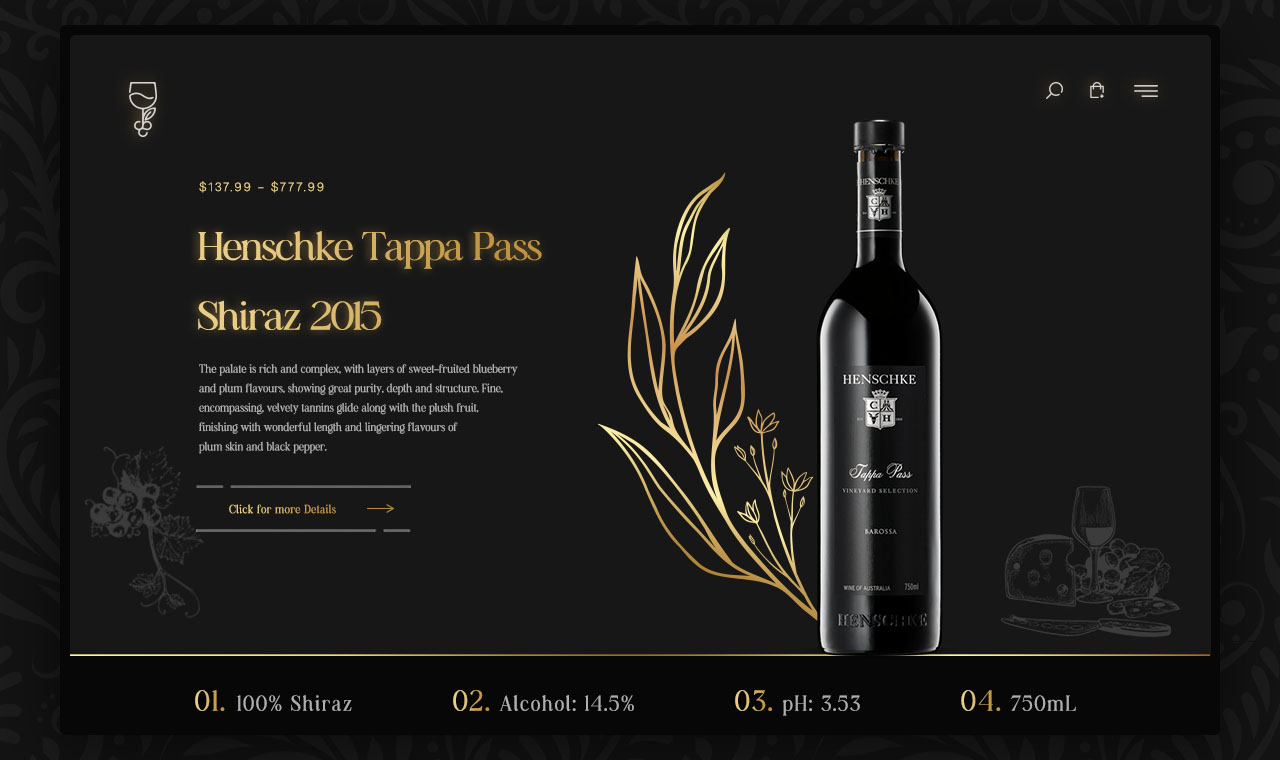 $137.99 – $777.99
Henschke Tappa Pass
Shiraz 2015
The palate is rich and complex, with layers of sweet-fruited blueberry
and plum flavours, showing great purity, depth and structure. Fine,
encompassing, velvety tannins glide along with the plush fruit,
finishing with wonderful length and lingering flavours of
plum skin and black pepper.
Click for more Details
HENSCHKE
C H
HENSCHKE
C H
Tappa Pass
VINEYARD SELECTION
BAROSSA
WINE OF AUSTRALIA 750ml
HENSCHKE
01. 100% Shiraz
02. Alcohol: 14.5%
03. pH: 3.53
04. 750mL